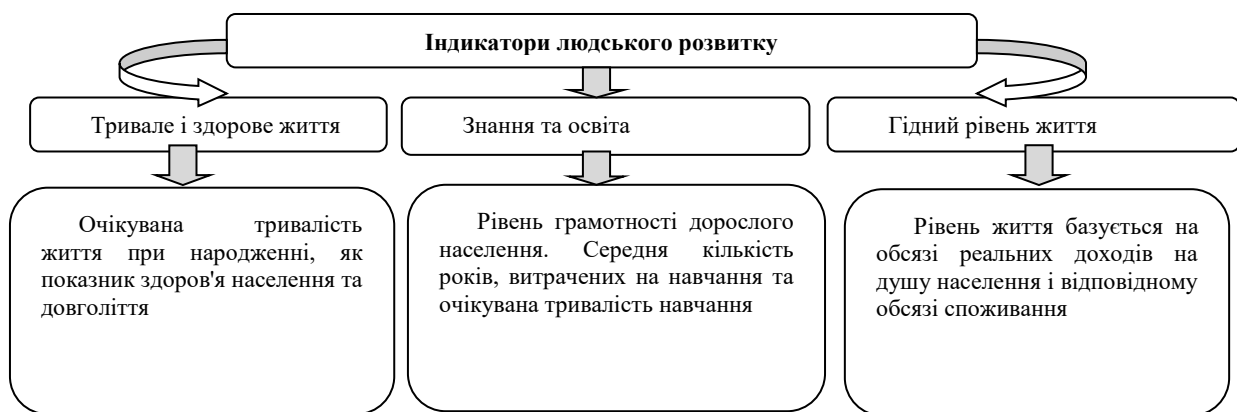 Індикатори людського розвитку
Тривале і здорове життя
Знання та освіта
Гідний рівень життя
Очікувана тривалість
життя при народженні, як
показник здоров'я населення та
довголіття
Рівень грамотності дорослого
населення. Середня кількість
років, витрачених на навчання та
очікувана тривалість навчання
Рівень життя базується на
обсязі реальних доходів на
душу населення і відповідному
обсязі споживання